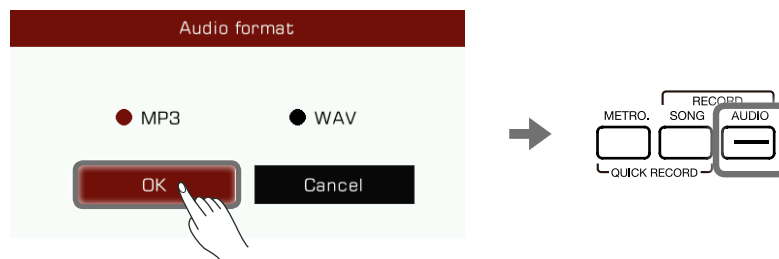 Audio format
MP3 WAV
OK Cancel
RECORD
METRO. SONG AUDIO
QUICK RECORD